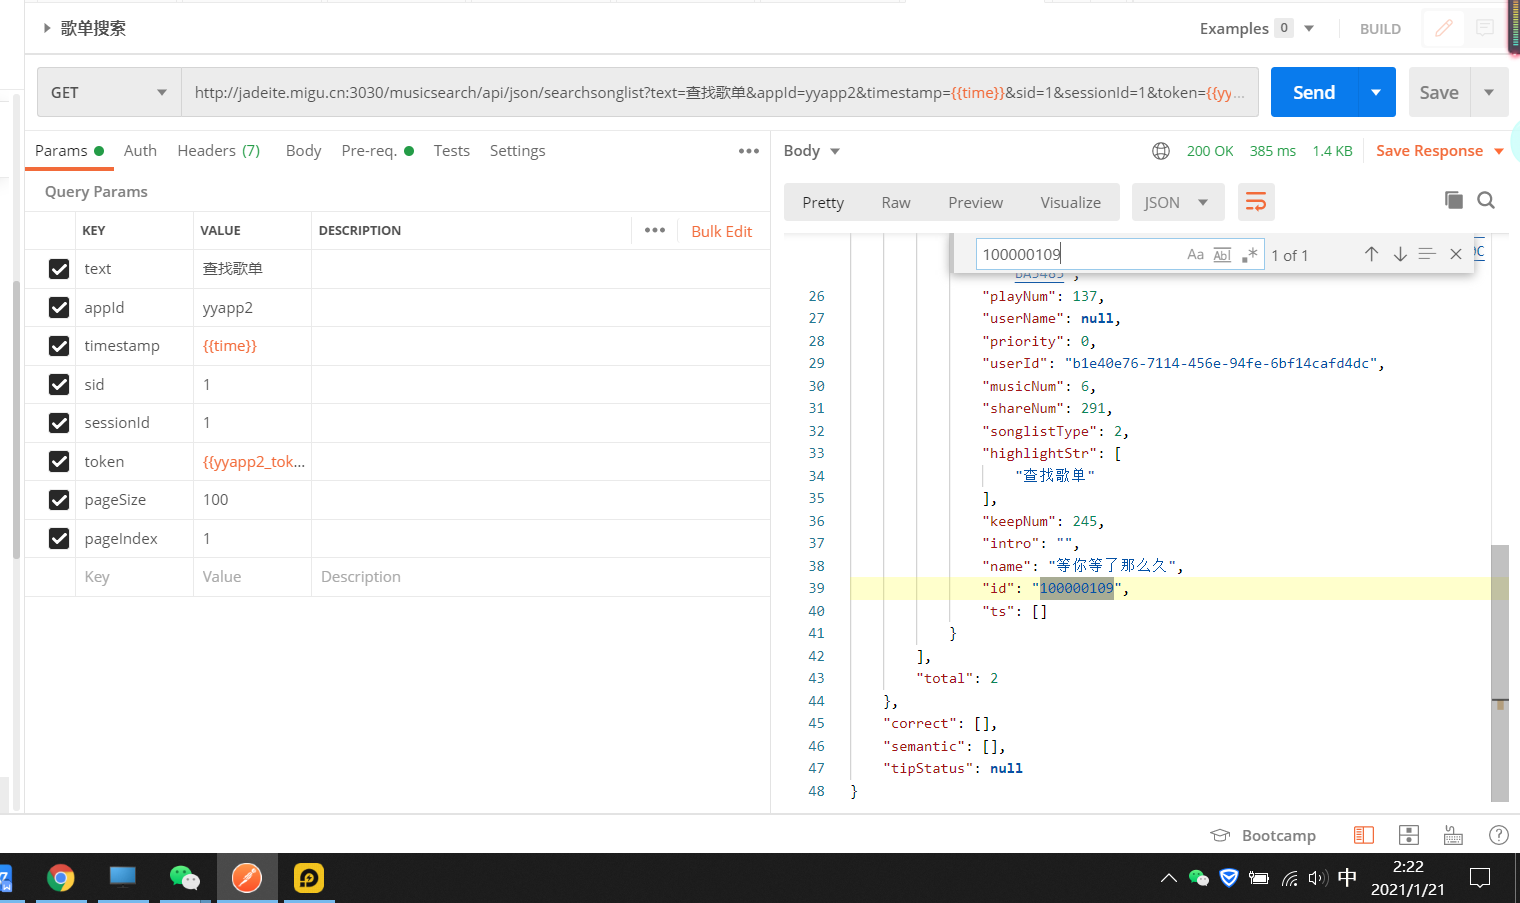 歌单搜索
Examples 0
BUILD
GET
http://jadeite.migu.cn:3030/musicsearch/api/json/searchsonglist?text=查找歌单&appId=yyapp2&timestamp={{time}}&sid=1&sessionId=1&token={{yy...
Send
Save
Params
Auth
Headers (7)
Body
Pre-req.
Tests
Settings
•••
Body
200 OK
385 ms
1.4 KB
Save Response
Query Params
Pretty
Raw
Preview
Visualize
JSON
KEY
VALUE
DESCRIPTION
•••
Bulk Edit
text
查找歌单
appId
yyapp2
timestamp
{{time}}
sid
1
sessionId
1
token
{{yyapp2_tok...
pageSize
100
pageIndex
1
Key
Value
Description
100000109
Aa
Abl
.*
1 of 1
26 "playNum": 137,
27 "userName": null,
28 "priority": 0,
29 "userId": "b1e40e76-7114-456e-94fe-6bf14cafd4dc",
30 "musicNum": 6,
31 "shareNum": 291,
32 "songlistType": 2,
33 "highlightStr": [
34 "查找歌单"
35 ],
36 "keepNum": 245,
37 "intro": "",
38 "name": "等你等了那么久",
39 "id": "100000109",
40 "ts": []
41 }
42 ],
43 "total": 2
44 },
45 "correct": [],
46 "semantic": [],
47 "tipStatus": null
48 }
Bootcamp
中
2:22
2021/1/21